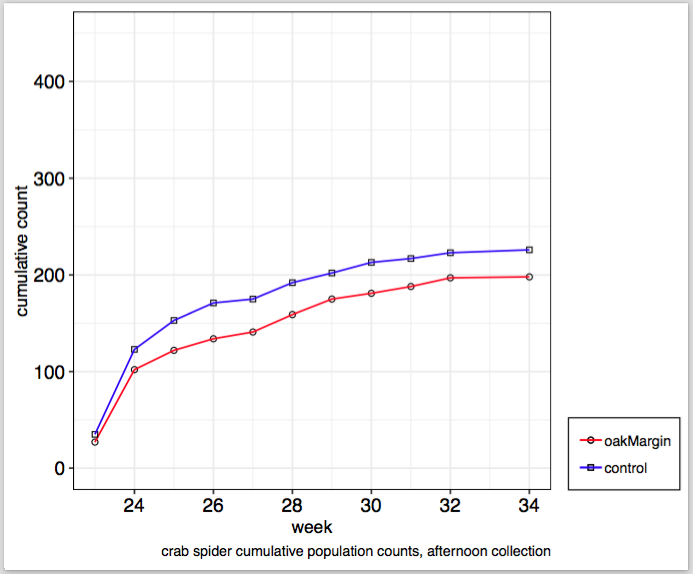 cumulative count
400
300
200
100
0
24 26 28 30 32 34
week
oakMargin
control
crab spider cumulative population counts, afternoon collection